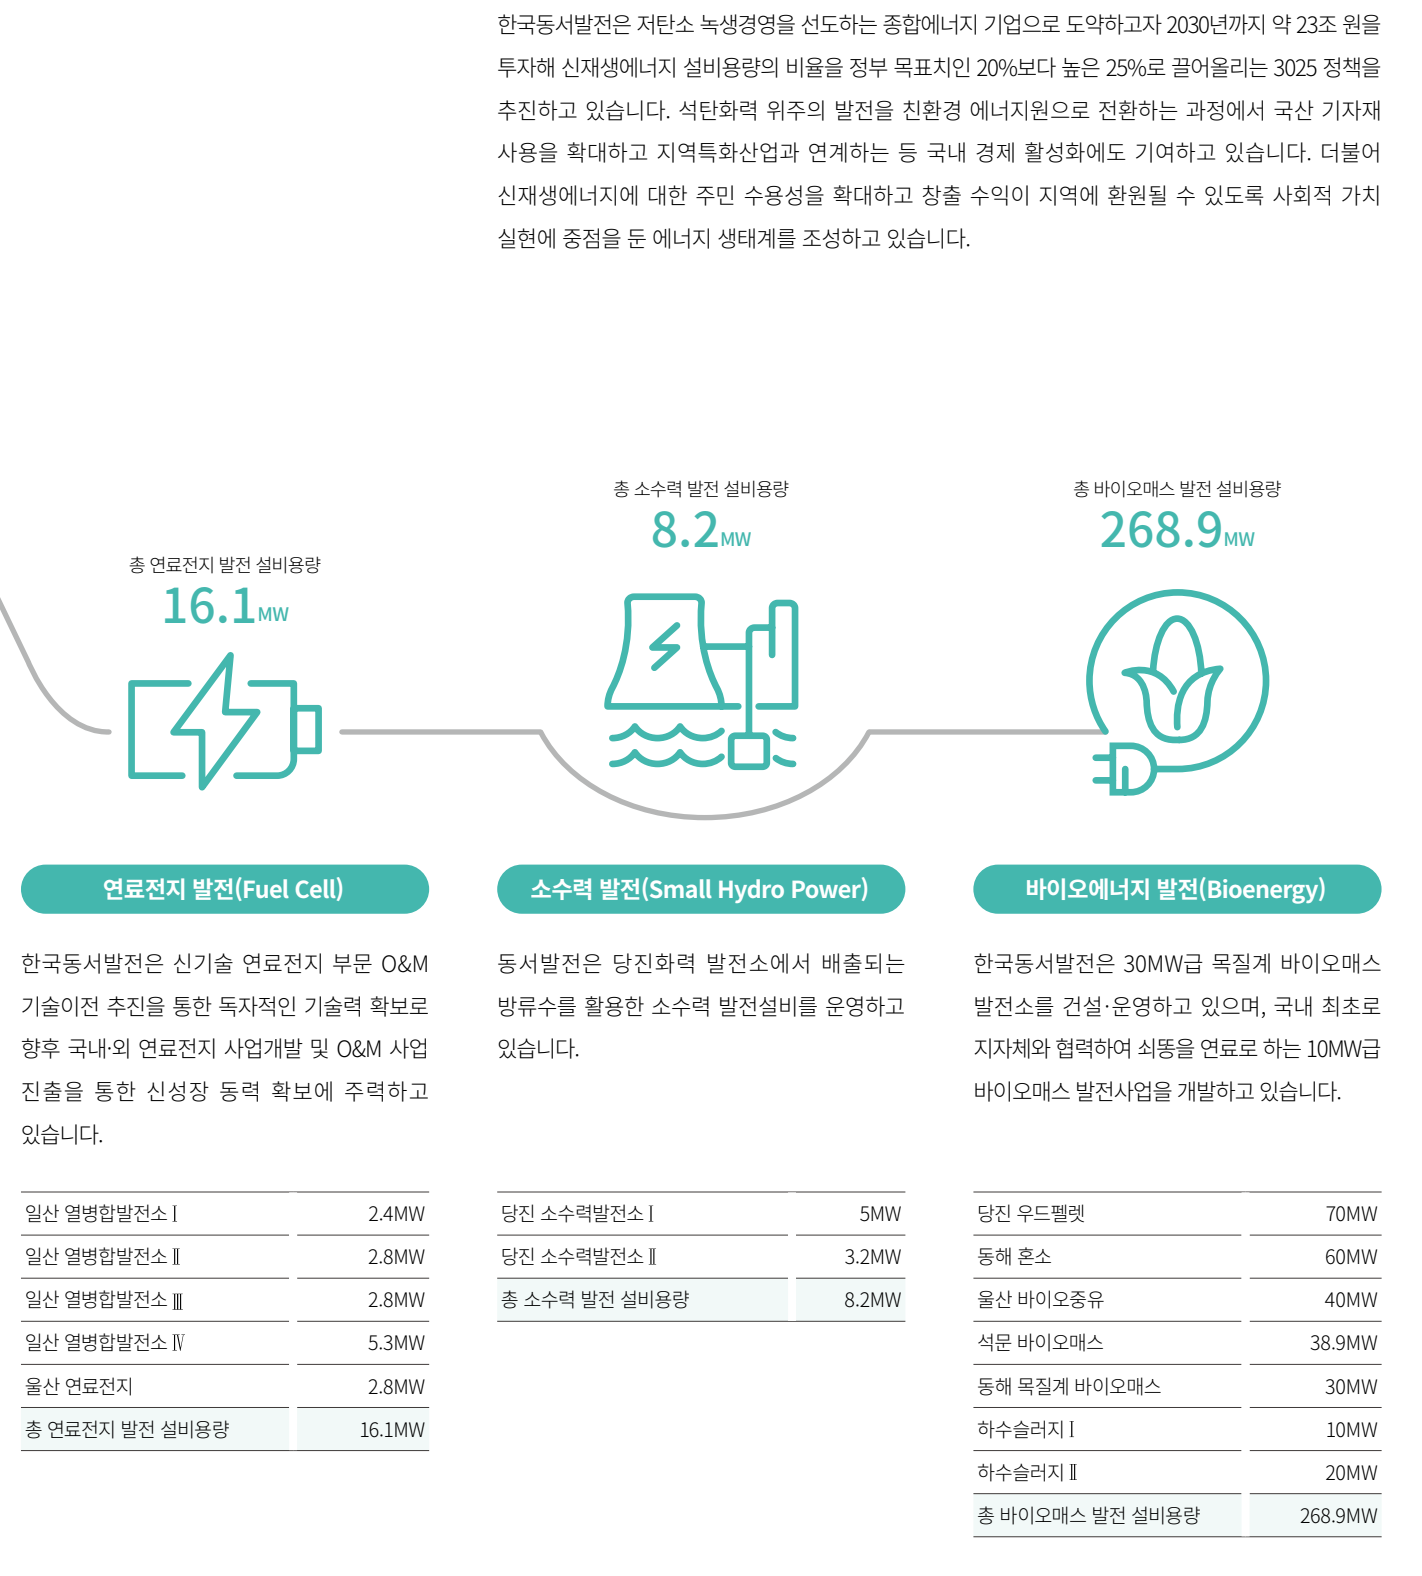 한국동서발전은 저탄소 녹생경영을 선도하는 종합에너지 기업으로 도약하고자 2030년까지 약 23조 원을
투자해 신재생에너지 설비용량의 비율을 정부 목표치인 20%보다 높은 25%로 끌어올리는 3025 정책을
추진하고 있습니다. 석탄화력 위주의 발전을 친환경 에너지원으로 전환하는 과정에서 국산 기자재
사용을 확대하고 지역특화산업과 연계하는 등 국내 경제 활성화에도 기여하고 있습니다. 더불어
신재생에너지에 대한 주민 수용성을 확대하고 창출 수익이 지역에 환원될 수 있도록 사회적 가치
실현에 중점을 둔 에너지 생태계를 조성하고 있습니다.
총 연료전지 발전 설비용량
16.1MW
총 소수력 발전 설비용량
8.2MW
총 바이오매스 발전 설비용량
268.9MW
연료전지 발전(Fuel Cell)
한국동서발전은 신기술 연료전지 부문 O&M
기술이전 추진을 통한 독자적인 기술력 확보로
향후 국내·외 연료전지 사업개발 및 O&M 사업
진출을 통한 신성장 동력 확보에 주력하고
있습니다.
일산 열병합발전소 Ⅰ 2.4MW
일산 열병합발전소 Ⅱ 2.8MW
일산 열병합발전소 Ⅲ 2.8MW
일산 열병합발전소 Ⅳ 5.3MW
울산 연료전지 2.8MW
총 연료전지 발전 설비용량 16.1MW
소수력 발전(Small Hydro Power)
동서발전은 당진화력 발전소에서 배출되는
방류수를 활용한 소수력 발전설비를 운영하고
있습니다.
당진 소수력발전소 Ⅰ 5MW
당진 소수력발전소 Ⅱ 3.2MW
총 소수력 발전 설비용량 8.2MW
바이오에너지 발전(Bioenergy)
한국동서발전은 30MW급 목질계 바이오매스
발전소를 건설·운영하고 있으며, 국내 최초로
지자체와 협력하여 쇠똥을 연료로 하는 10MW급
바이오매스 발전사업을 개발하고 있습니다.
당진 우드펠렛 70MW
동해 혼소 60MW
울산 바이오중유 40MW
석문 바이오매스 38.9MW
동해 목질계 바이오매스 30MW
하수슬러지 Ⅰ 10MW
하수슬러지 Ⅱ 20MW
총 바이오매스 발전 설비용량 268.9MW